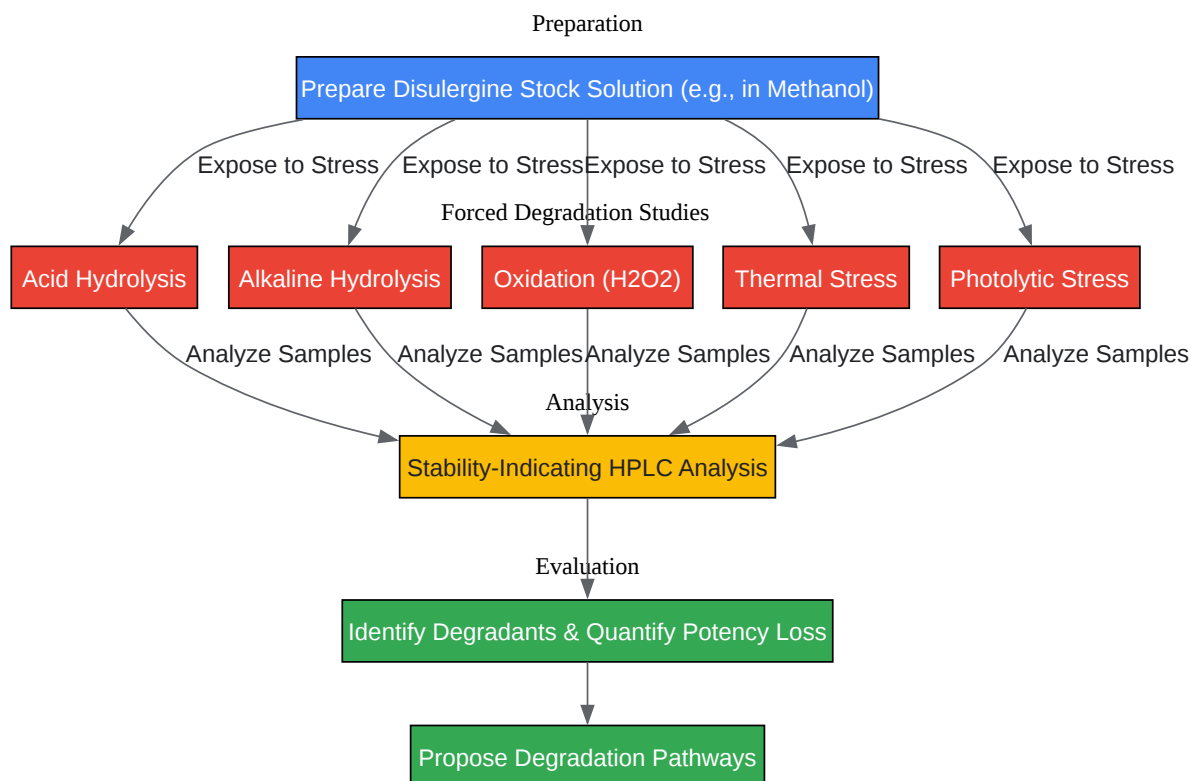 Preparation
Prepare Disulergine Stock Solution (e.g., in Methanol)
Expose to Stress
Expose to Stress
Expose to Stress
Expose to Stress
Expose to Stress
Forced Degradation Studies
Acid Hydrolysis
Alkaline Hydrolysis
Oxidation (H2O2)
Thermal Stress
Photolytic Stress
Analyze Samples
Analyze Samples
Analyze Samples
Analyze Samples
Analyze Samples
Analysis
Stability-Indicating HPLC Analysis
Evaluation
Identify Degradants & Quantify Potency Loss
Propose Degradation Pathways